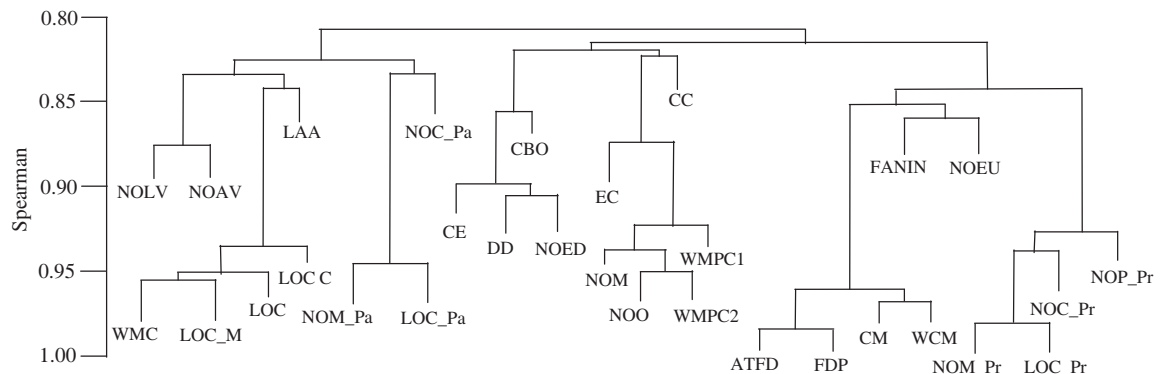 0.80
0.85
0.90
0.95
1.00
Spearman
NOLV
NOAV
LAA
NOC_Pa
WMC
LOC_M
LOC
LOC C
NOM_Pa
LOC_Pa
CE
DD
NOED
CBO
EC
CC
NOM
NOO
WMPC2
WMPC1
FANIN
NOEU
ATFD
FDP
CM
WCM
NOM_Pr
LOC_Pr
NOC_Pr
NOP_Pr